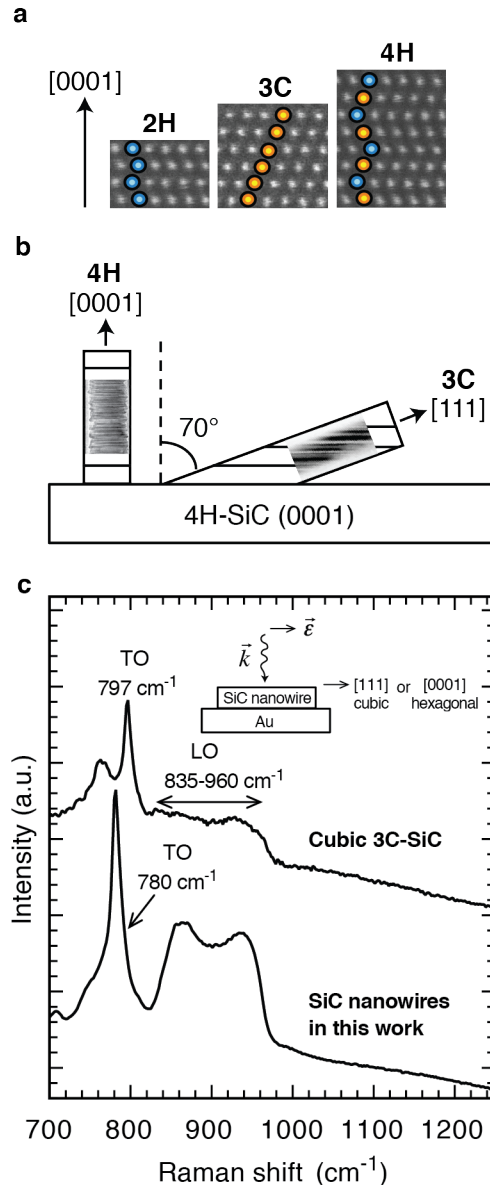 a
[0001]
2H
3C
4H
b
4H
[0001]
70°
3C
[111]
4H-SiC (0001)
c
TO
797 cm-1
k
ε
SiC nanowire
Au
[111] or [0001]
cubic hexagonal
LO
835-960 cm-1
Cubic 3C-SiC
TO
780 cm-1
SiC nanowires
in this work
Intensity (a.u.)
700 800 900 1000 1100 1200
Raman shift (cm-1)